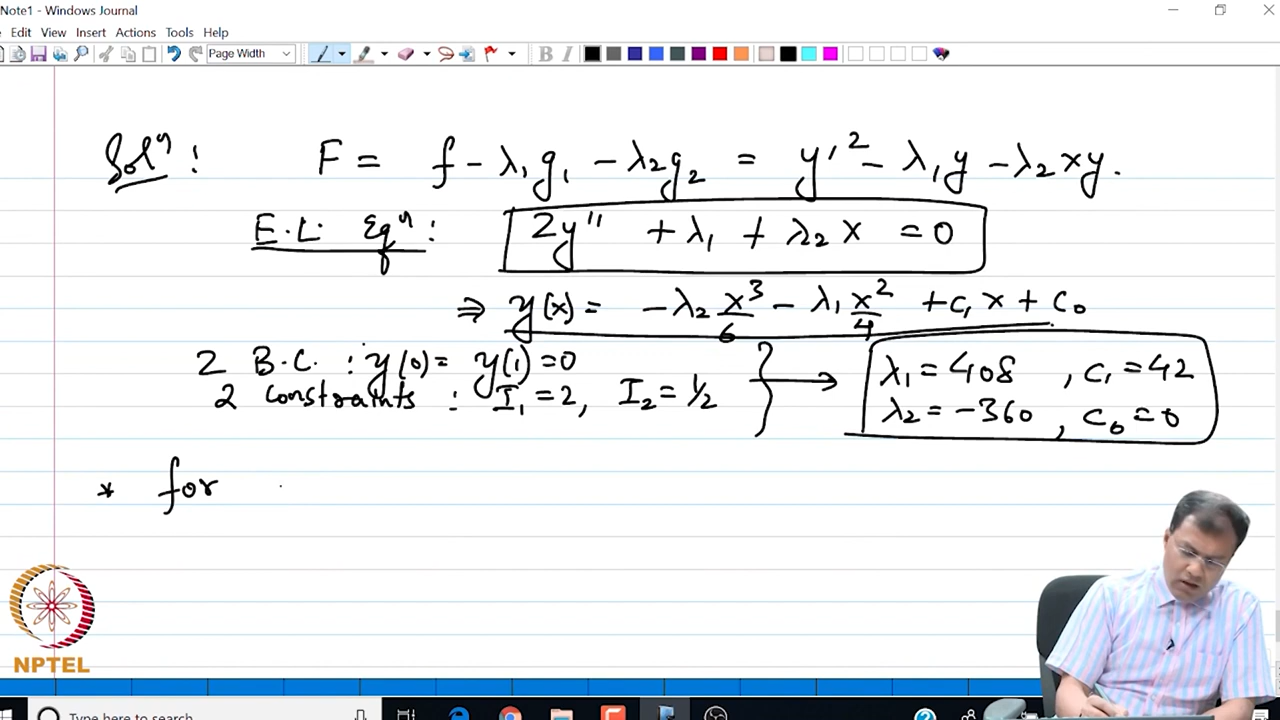 Note1 - Windows Journal
Edit View Insert Actions Tools Help
Page Width B I
Solⁿ : F = f - λ₁g₁ - λ₂g₂ = y'² - λ₁y - λ₂xy.
E.L. Eqⁿ : 2y'' + λ₁ + λ₂x = 0
⇒ y(x) = -λ₂ x³/6 - λ₁ x²/4 + c₁x + c₀
2 B.C. : y(0) = y(1) = 0
2 constraints : I₁ = 2, I₂ = 1/2
→ λ₁ = 408 , c₁ = 42
λ₂ = -360 , c₀ = 0
* for
NPTEL
Type here to search